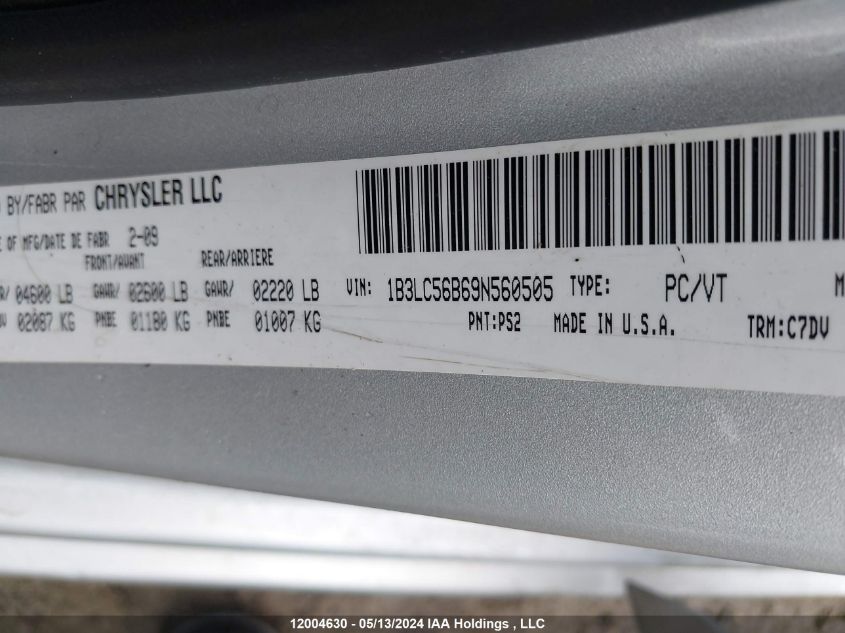 BY/FABR PAR CHRYSLER LLC
OF MFG/DATE DE FABR 2-09
FRONT/AVANT REAR/ARRIERE
04600 LB GAWR/ 02600 LB GAWR/ 02220 LB VIN: 1B3LC56B69N560505 TYPE: PC/VT
02087 KG PNBE 01180 KG PNBE 01007 KG PNT:PS2 MADE IN U.S.A. TRM:C7DV
12004630 - 05/13/2024 IAA Holdings , LLC